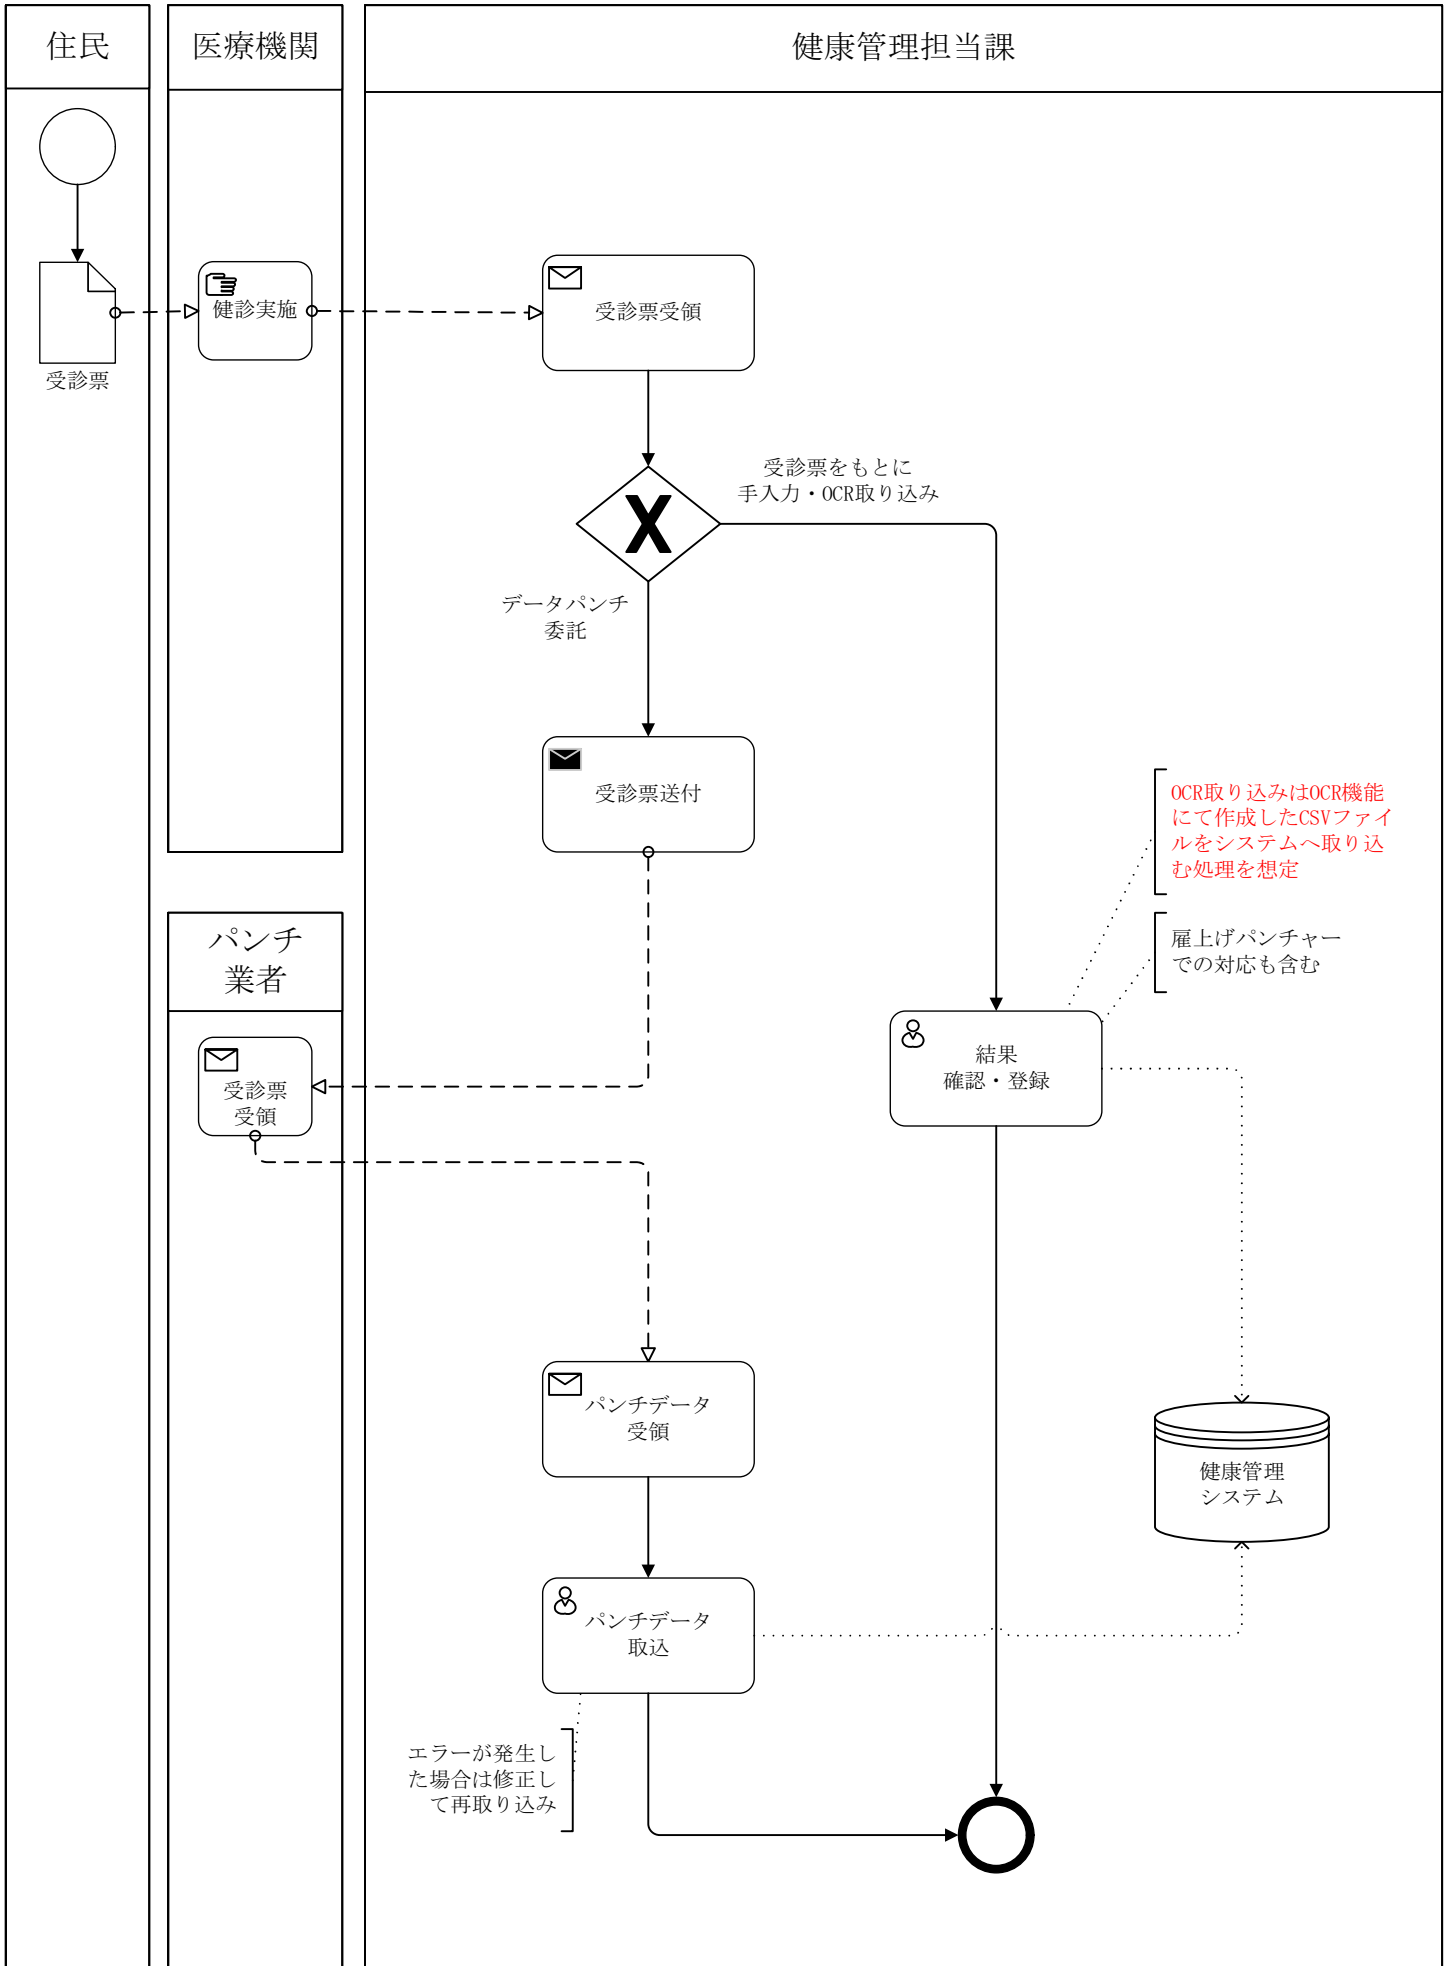 住民
医療機関
健康管理担当課
受診票
健診実施
受診票受領
受診票をもとに
手入力・OCR取り込み
データパンチ
委託
受診票送付
OCR取り込みはOCR機能
にて作成したCSVファイ
ルをシステムへ取り込
む処理を想定
雇上げパンチャー
での対応も含む
パンチ
業者
受診票
受領
結果
確認・登録
パンチデータ
受領
健康管理
システム
パンチデータ
取込
エラーが発生し
た場合は修正し
て再取り込み